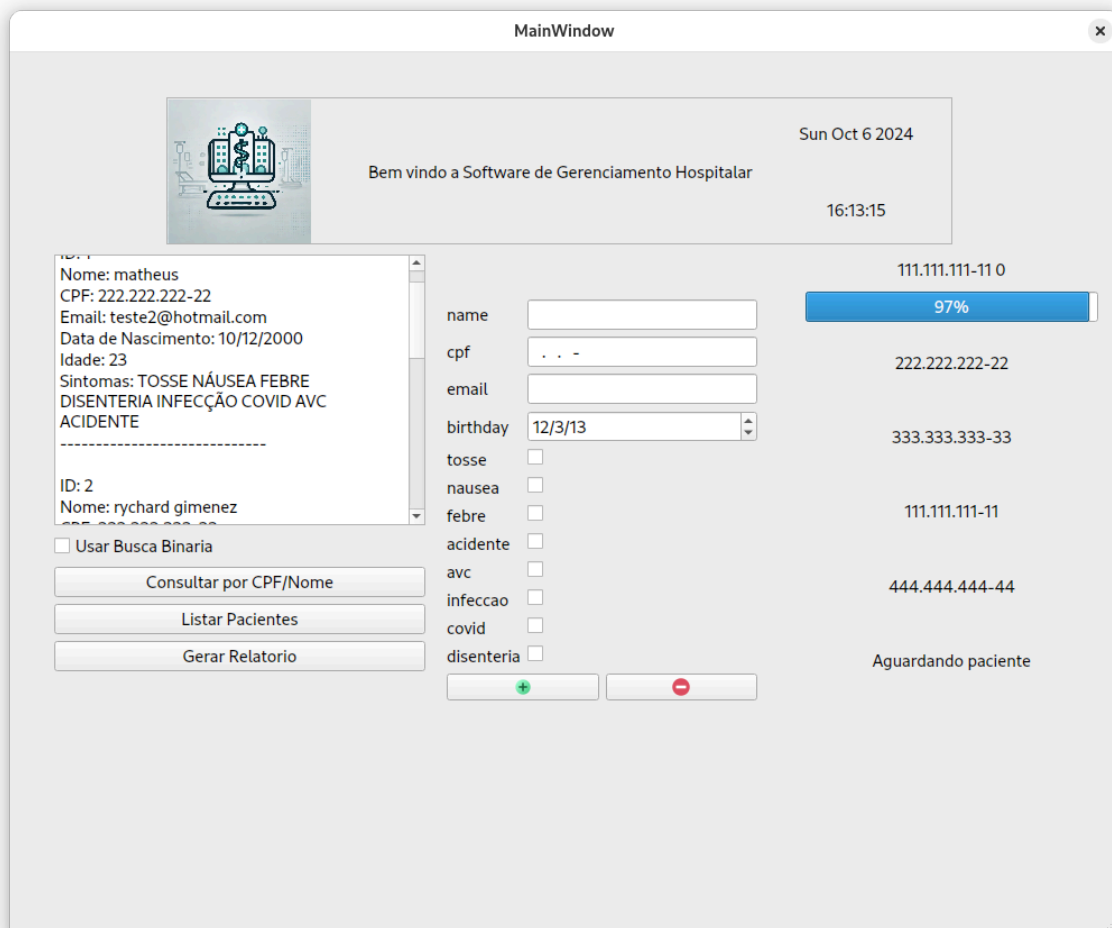 MainWindow
Sun Oct 6 2024
Bem vindo a Software de Gerenciamento Hospitalar
16:13:15
Nome: matheus
CPF: 222.222.222-22
Email: teste2@hotmail.com
Data de Nascimento: 10/12/2000
Idade: 23
Sintomas: TOSSE NÁUSEA FEBRE
DISENTERIA INFECÇÃO COVID AVC
ACIDENTE
----------------------------
ID: 2
Nome: rychard gimenez
CPF: 222.222.222-22
Usar Busca Binaria
Consultar por CPF/Nome
Listar Pacientes
Gerar Relatorio
name
cpf . . -
email
birthday 12/3/13
tosse
nausea
febre
acidente
avc
infeccao
covid
disenteria
111.111.111-11 0
97%
222.222.222-22
333.333.333-33
111.111.111-11
444.444.444-44
Aguardando paciente